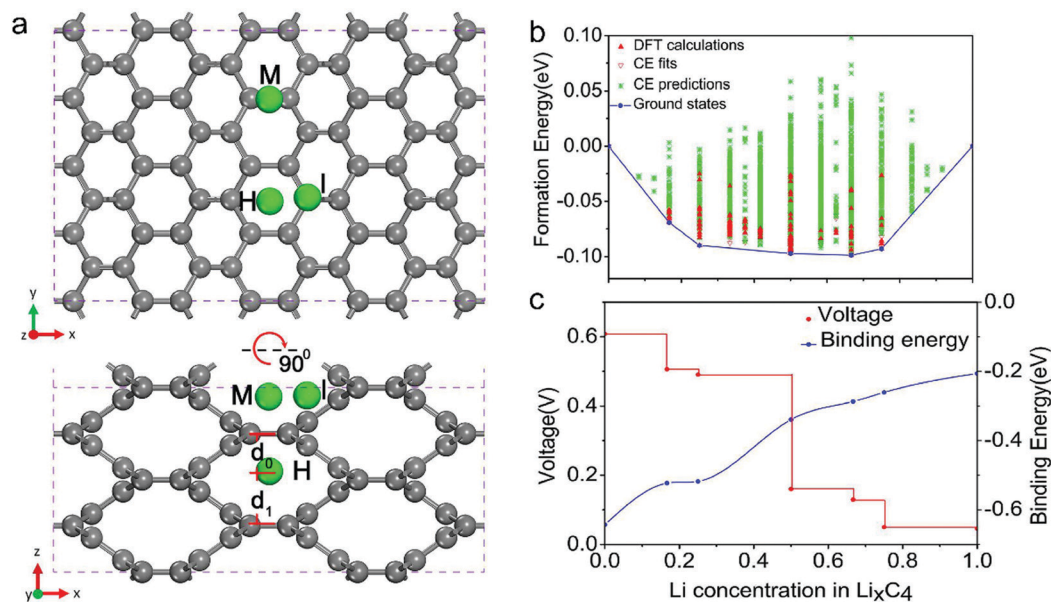 a
M
H
I
y
z
x
90⁰
M
I
d₀
H
d₁
z
y
x
b
DFT calculations
CE fits
CE predictions
Ground states
Formation Energy(eV)
0.10
0.05
0.00
-0.05
-0.10
c
Voltage
Binding energy
Voltage(V)
0.6
0.4
0.2
0.0
Binding Energy(eV)
0.0
-0.2
-0.4
-0.6
0.0 0.2 0.4 0.6 0.8 1.0
Li concentration in LiₓC₄